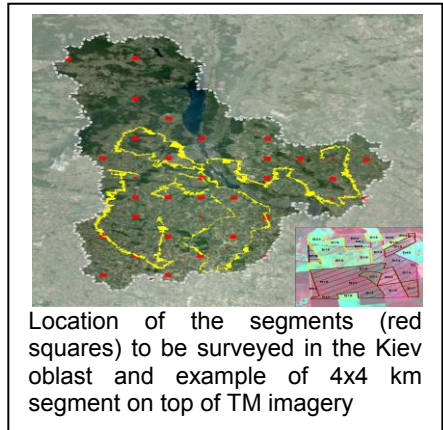 Location of the segments (red
squares) to be surveyed in the Kiev
oblast and example of 4x4 km
segment on top of TM imagery